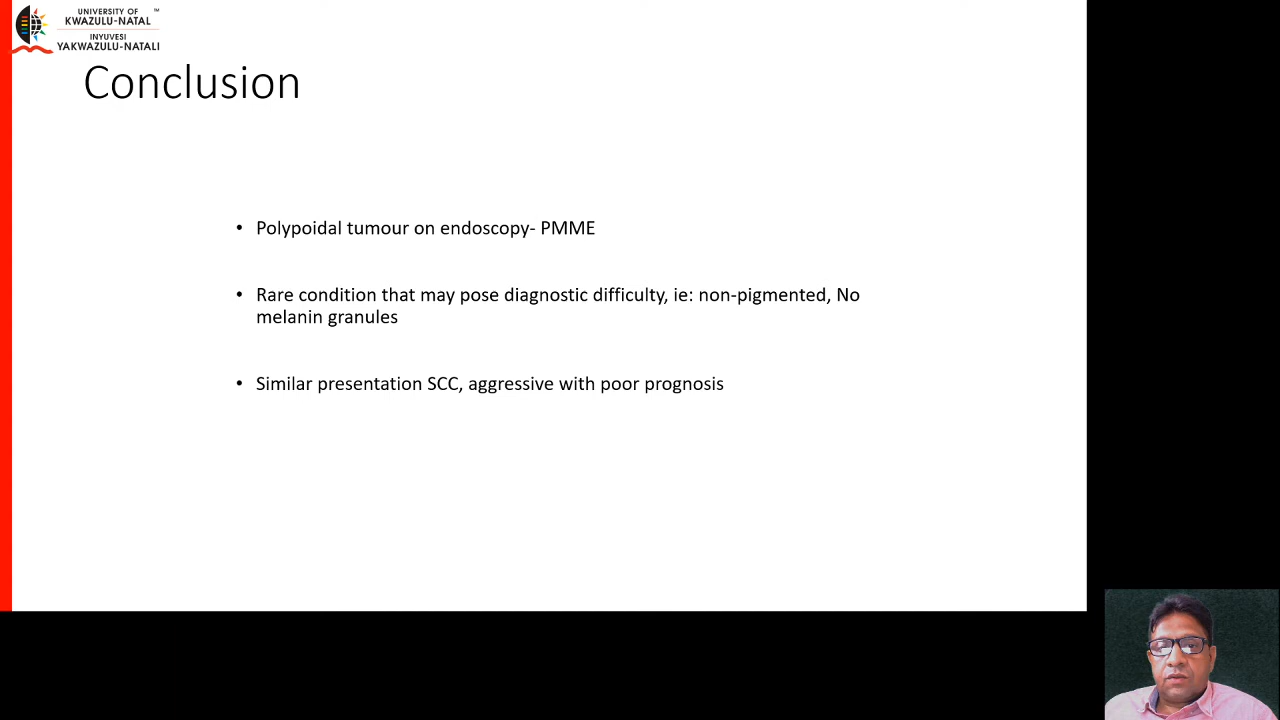 UNIVERSITY OF ™
KWAZULU-NATAL
INYUVESI
YAKWAZULU-NATALI
Conclusion
• Polypoidal tumour on endoscopy- PMME
• Rare condition that may pose diagnostic difficulty, ie: non-pigmented, No
melanin granules
• Similar presentation SCC, aggressive with poor prognosis